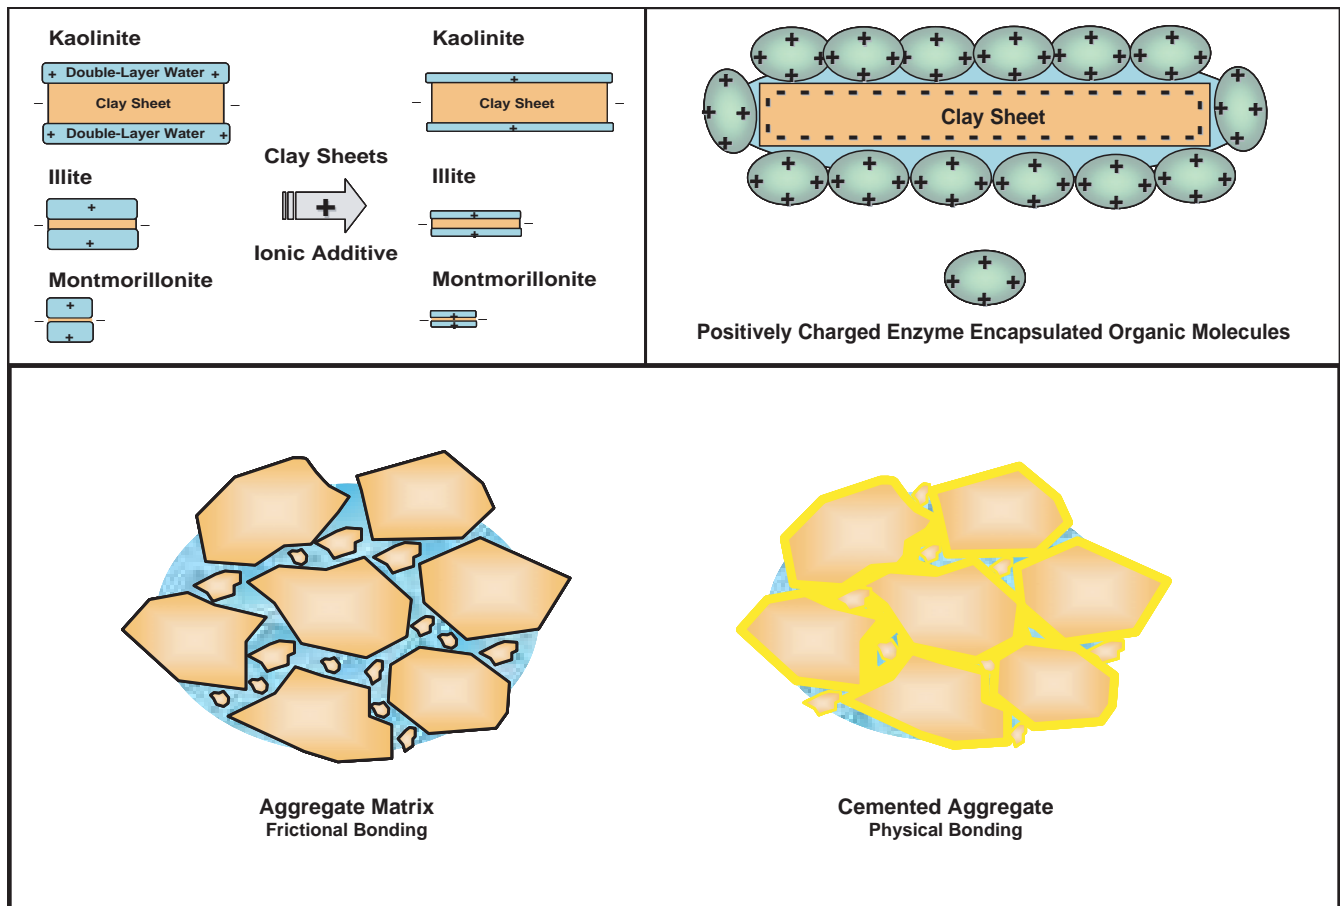 Kaolinite
+ Double-Layer Water +
Clay Sheet
+ Double-Layer Water +
Illite
+
+
Montmorillonite
+
+
Clay Sheets
+
Ionic Additive
Kaolinite
+
Clay Sheet
+
Illite
+
+
Montmorillonite
+
+
Clay Sheet
Positively Charged Enzyme Encapsulated Organic Molecules
Aggregate Matrix
Frictional Bonding
Cemented Aggregate
Physical Bonding